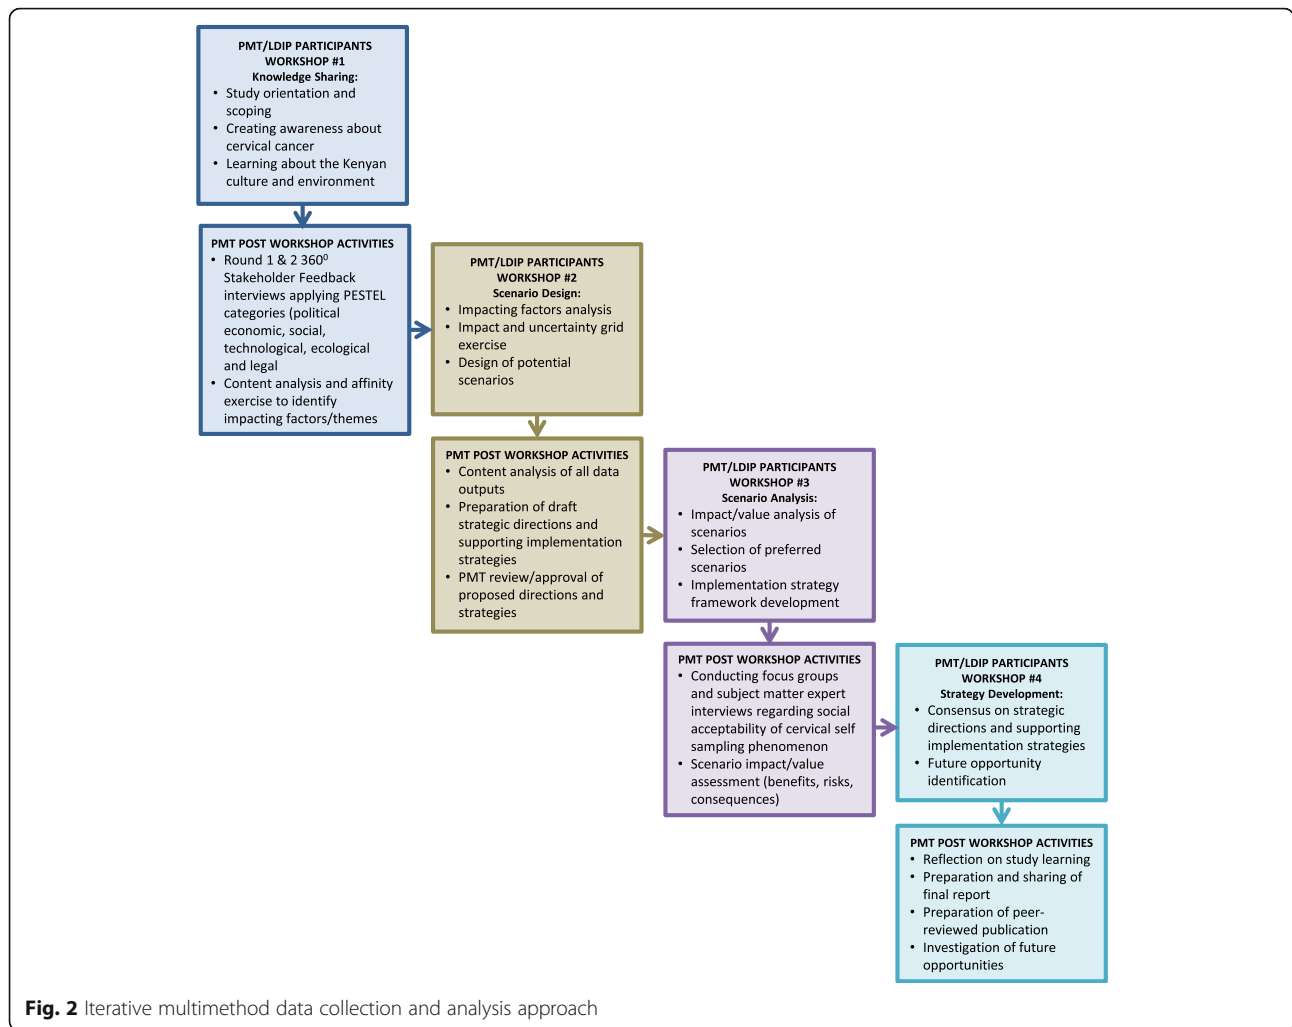 PMT/LDIP PARTICIPANTS
WORKSHOP #1
Knowledge Sharing:
• Study orientation and
scoping
• Creating awareness about
cervical cancer
• Learning about the Kenyan
culture and environment
PMT POST WORKSHOP ACTIVITIES
• Round 1 & 2 360⁰
Stakeholder Feedback
interviews applying PESTEL
categories (political
economic, social,
technological, ecological
and legal
• Content analysis and affinity
exercise to identify
impacting factors/themes
PMT/LDIP PARTICIPANTS
WORKSHOP #2
Scenario Design:
• Impacting factors analysis
• Impact and uncertainty grid
exercise
• Design of potential
scenarios
PMT POST WORKSHOP ACTIVITIES
• Content analysis of all data
outputs
• Preparation of draft
strategic directions and
supporting implementation
strategies
• PMT review/approval of
proposed directions and
strategies
PMT/LDIP PARTICIPANTS
WORKSHOP #3
Scenario Analysis:
• Impact/value analysis of
scenarios
• Selection of preferred
scenarios
• Implementation strategy
framework development
PMT POST WORKSHOP ACTIVITIES
• Conducting focus groups
and subject matter expert
interviews regarding social
acceptability of cervical self
sampling phenomenon
• Scenario impact/value
assessment (benefits, risks,
consequences)
PMT/LDIP PARTICIPANTS
WORKSHOP #4
Strategy Development:
• Consensus on strategic
directions and supporting
implementation strategies
• Future opportunity
identification
PMT POST WORKSHOP ACTIVITIES
• Reflection on study learning
• Preparation and sharing of
final report
• Preparation of peer-
reviewed publication
• Investigation of future
opportunities
Fig. 2 Iterative multimethod data collection and analysis approach